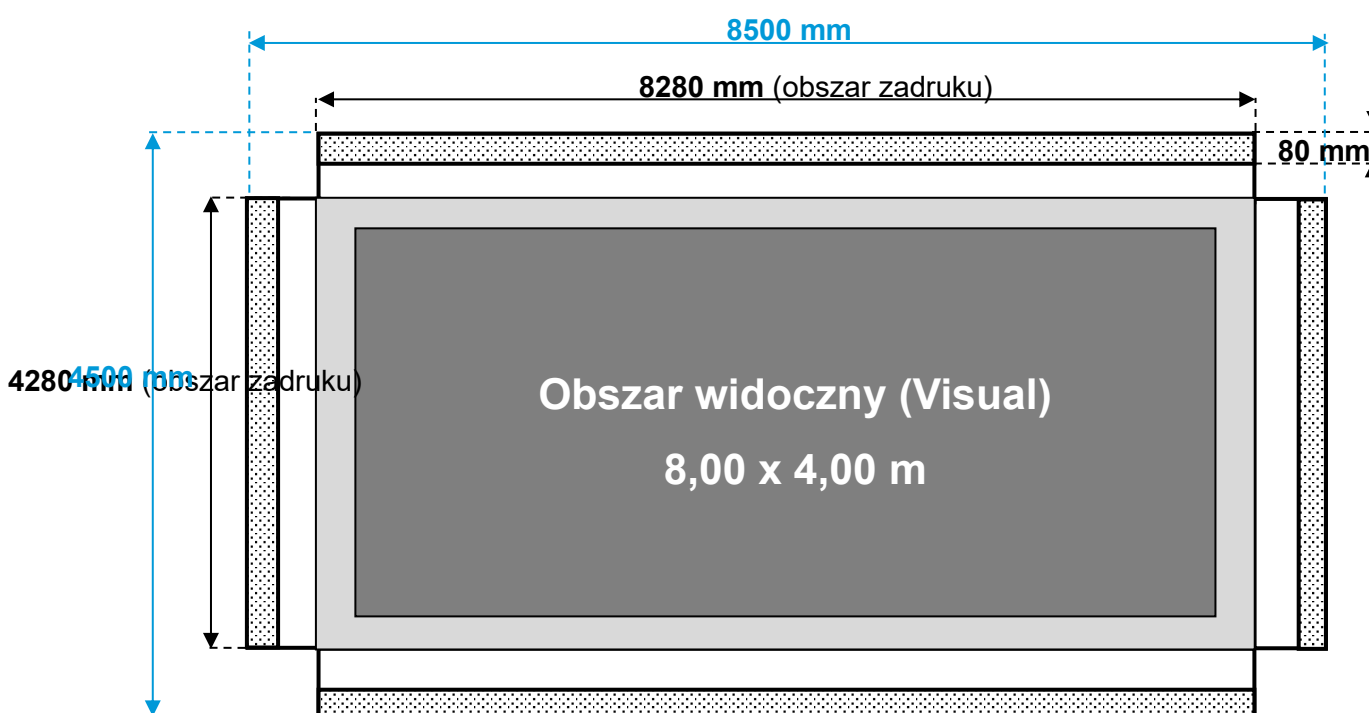 8500 mm
8280 mm (obszar zadruku)
80 mm
4280 mm (obszar zadruku)
4500 mm
Obszar widoczny (Visual)
8,00 x 4,00 m